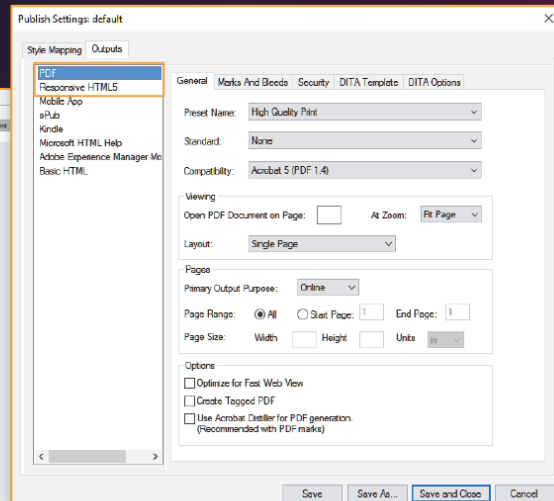 Publish Settings: default
Style Mapping
Outputs
PDF
Responsive HTML5
Mobile App
ePub
Kindle
Microsoft HTML Help
Adobe Experience Manager Mo
Basic HTML
General
Marks And Bleeds
Security
DITA Template
DITA Options
Preset Name: High Quality Print
Standard: None
Compatibility: Acrobat 5 (PDF 1.4)
Viewing
Open PDF Document on Page: At Zoom: Fit Page
Layout: Single Page
Pages
Primary Output Purpose: Online
Page Range: All Start Page: 1 End Page: 1
Page Size: Width Height Units in
Options
Optimize for Fast Web View
Create Tagged PDF
Use Acrobat Distiller for PDF generation.
(Recommended with PDF marks)
Save Save As... Save and Close Cancel